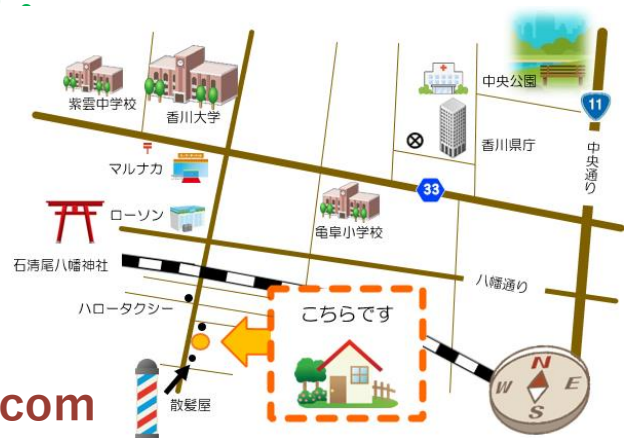 紫雲中学校
香川大学
中央公園
11
香川県庁
中央通り
マルナカ
33
ローソン
亀阜小学校
石清尾八幡神社
八幡通り
ハロータクシー
こちらです
N
W
E
S
com
散髪屋